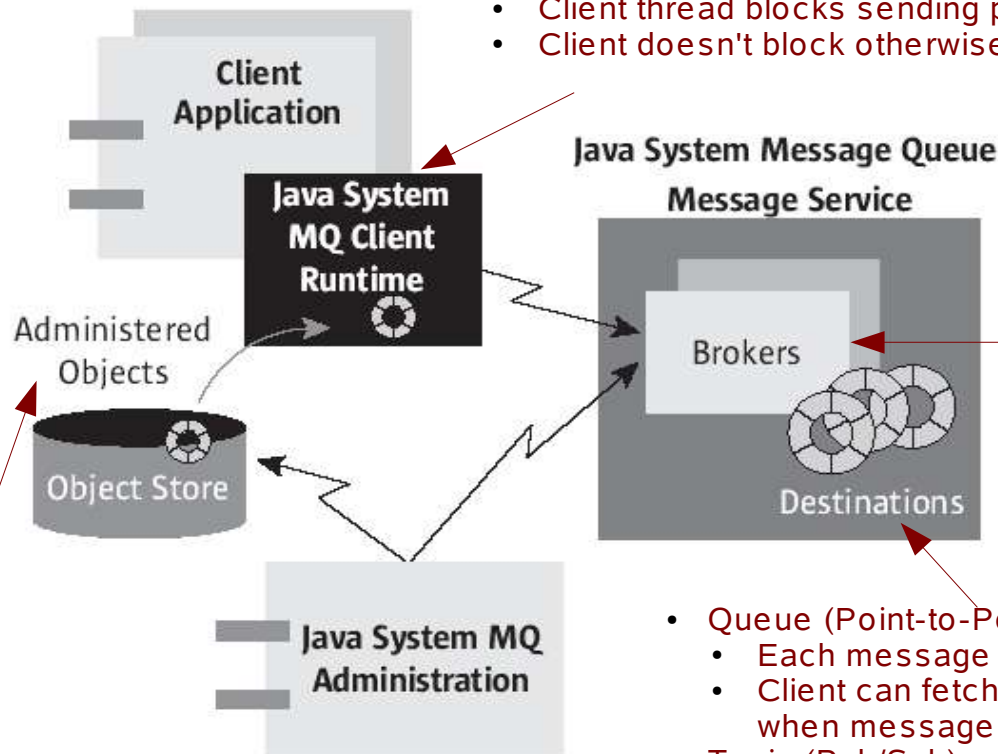 • Client thread blocks sending
• Client doesn't block otherwise
Client
Application
Java System Message Queue
Message Service
Java System
MQ Client
Runtime
Administered
Objects
Brokers
Object Store
Destinations
• Queue
• Each message
• Client can fetch
when message
Java System MQ
Administration